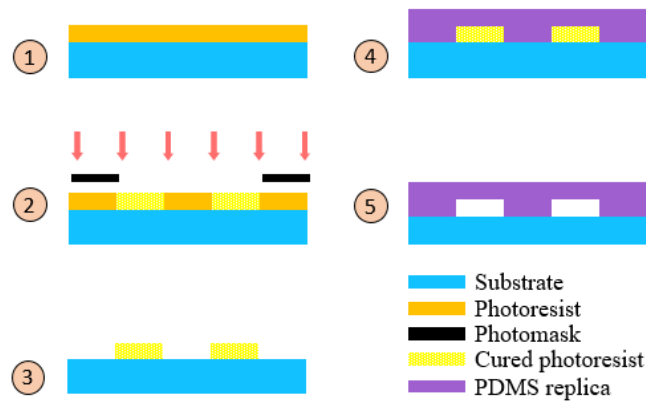 1
2
3
4
5
Substrate
Photoresist
Photomask
Cured photoresist
PDMS replica